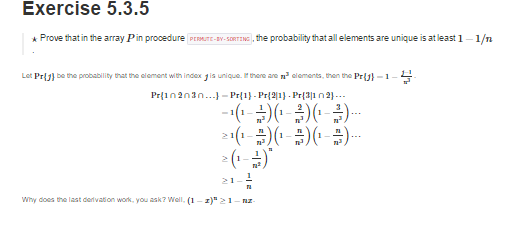 Exercise 5.3.5
★ Prove that in the array P in procedure PERMUTE-BY-SORTING, the probability that all elements are unique is at least 1 − 1/n
.
Let Pr{j} be the probability that the element with index j is unique. If there are n³ elements, then the Pr{j} = 1 − (j−1)/n³.
Pr{1 ∩ 2 ∩ 3 ∩ ...} = Pr{1} · Pr{2|1} · Pr{3|1 ∩ 2} ···
= 1(1 − 1/n³)(1 − 2/n³)(1 − 3/n³)···
≥ 1(1 − n/n³)(1 − n/n³)(1 − n/n³)···
≥ (1 − 1/n²)ⁿ
≥ 1 − 1/n
Why does the last derivation work, you ask? Well, (1 − x)ⁿ ≥ 1 − nx.